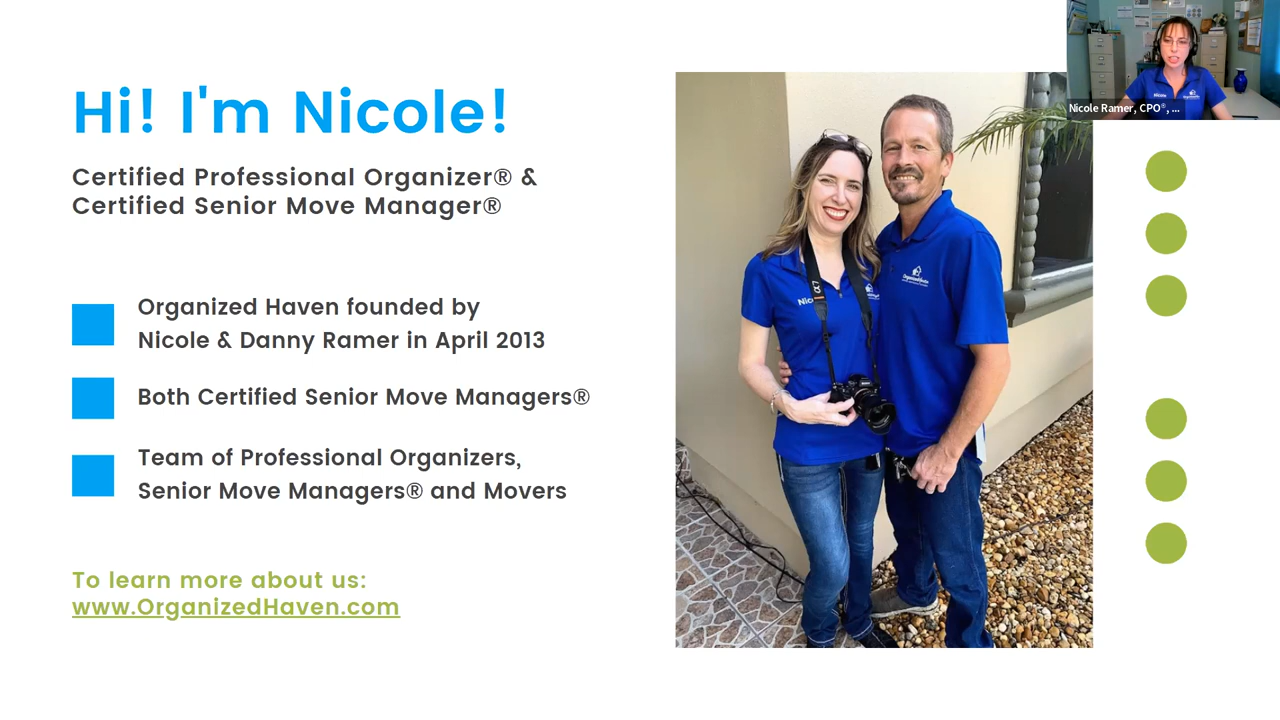 Hi! I'm Nicole!
Certified Professional Organizer® &
Certified Senior Move Manager®
Organized Haven founded by
Nicole & Danny Ramer in April 2013
Both Certified Senior Move Managers®
Team of Professional Organizers,
Senior Move Managers® and Movers
To learn more about us:
www.OrganizedHaven.com
Nicole Ramer, CPO®, ...